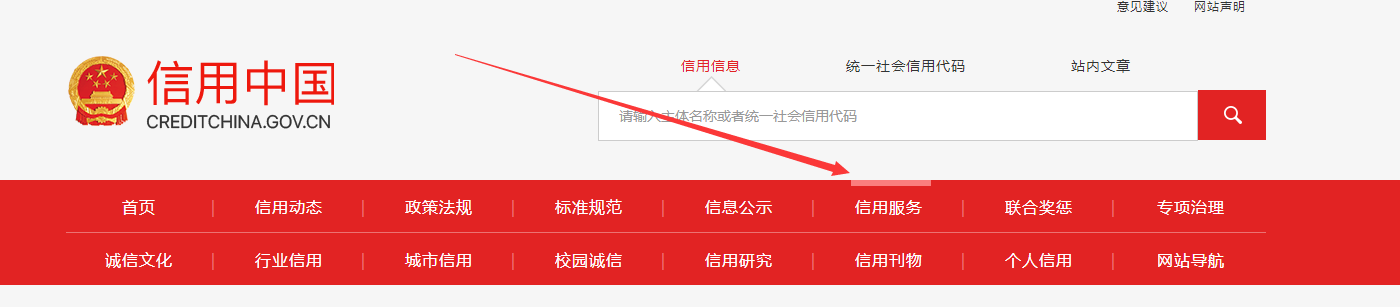 意见建议 网站声明
信用信息 统一社会信用代码 站内文章
信用中国
请输入主体名称或者统一社会信用代码
CREDITCHINA.GOV.CN
首页 信用动态 政策法规 标准规范 信息公示 信用服务 联合奖惩 专项治理
诚信文化 行业信用 城市信用 校园诚信 信用研究 信用刊物 个人信用 网站导航